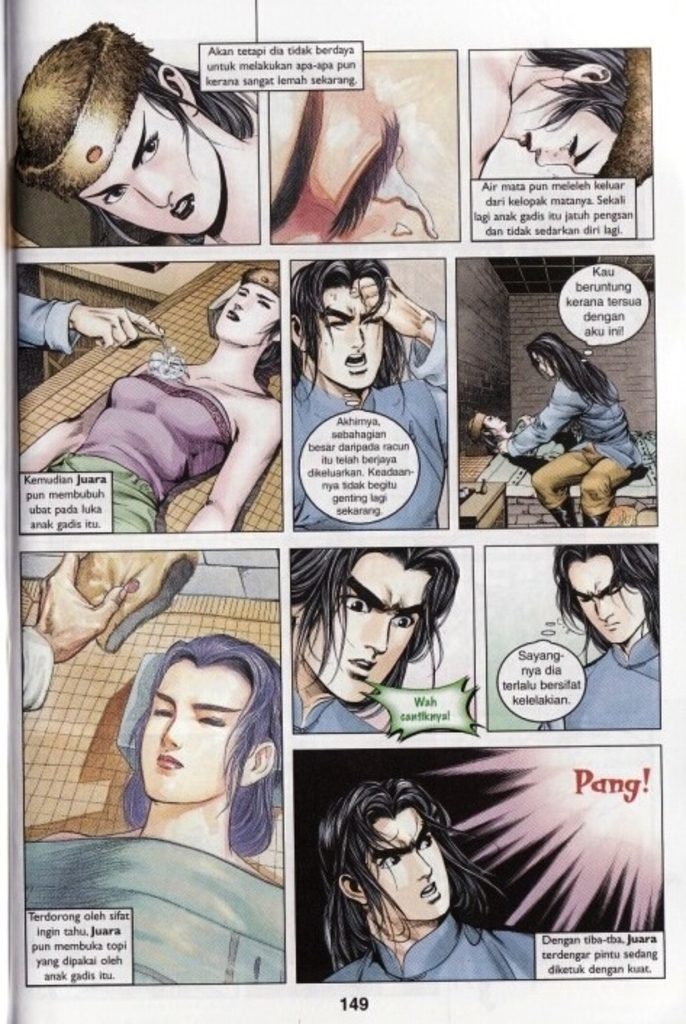 Akan tetapi dia tidak berdaya
untuk melakukan apa-apa pun
kerana sangat lemah sekarang.
Air mata pun meleleh keluar
dari kelopak matanya. Sekali
lagi anak gadis itu jatuh pengsan
dan tidak sedarkan diri lagi.
Kemudian Juara
pun membubuh
ubat pada luka
anak gadis itu.
Akhirnya,
sebahagian
besar daripada racun
itu telah berjaya
dikeluarkan. Keadaan-
nya tidak begitu
genting lagi
sekarang.
Kau
beruntung
kerana tersua
dengan
aku ini!
Terdorong oleh sifat
ingin tahu, Juara
pun membuka topi
yang dipakai oleh
anak gadis itu.
Wah
cantiknya!
Sayang-
nya dia
terlalu bersifat
kelelakian.
Pang!
Dengan tiba-tba, Juara
terdengar pintu sedang
diketuk dengan kuat.
149